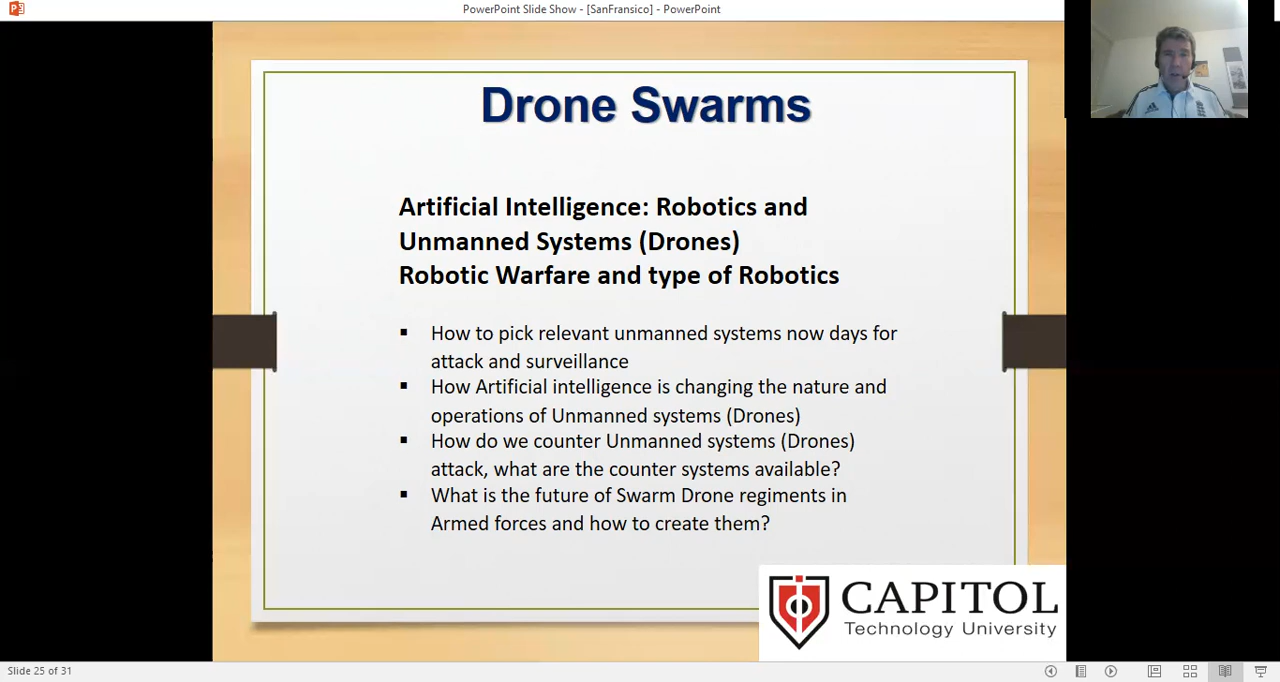 PowerPoint Slide Show - [SanFransico] - PowerPoint
Drone Swarms
Artificial Intelligence: Robotics and
Unmanned Systems (Drones)
Robotic Warfare and type of Robotics
▪ How to pick relevant unmanned systems now days for
attack and surveillance
▪ How Artificial intelligence is changing the nature and
operations of Unmanned systems (Drones)
▪ How do we counter Unmanned systems (Drones)
attack, what are the counter systems available?
▪ What is the future of Swarm Drone regiments in
Armed forces and how to create them?
CAPITOL
Technology University
Slide 25 of 31